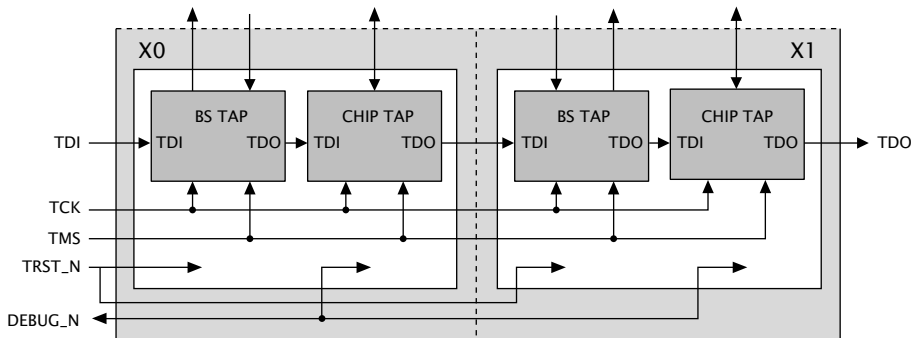 X0
X1
BS TAP
CHIP TAP
BS TAP
CHIP TAP
TDI
TDI
TDO
TDI
TDO
TDI
TDO
TDI
TDO
TDO
TCK
TMS
TRST_N
DEBUG_N